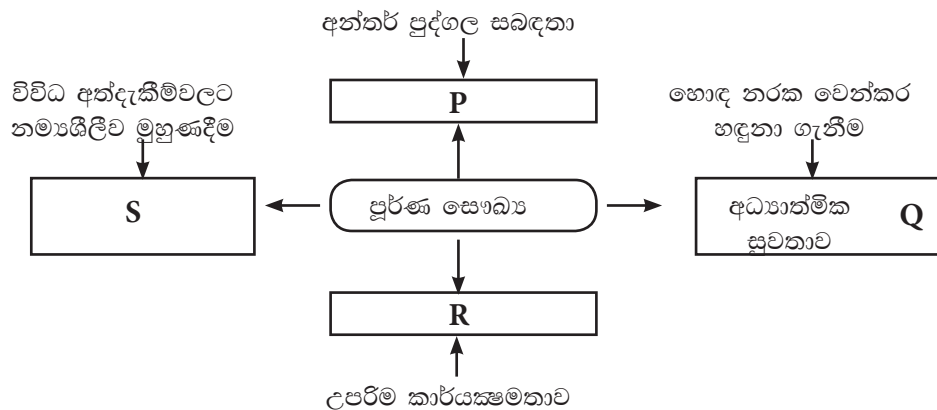 අන්තර් පුද්ගල සබඳතා
විවිධ අත්දැකීම්වලට
නම්‍යශීලීව මුහුණදීම
P
හොඳ නරක වෙන්කර
හඳුනා ගැනීම
S
පූර්ණ සෞඛ්‍ය
අධ්‍යාත්මික
සුවතාව
Q
R
උපරිම කාර්යක්ෂමතාව